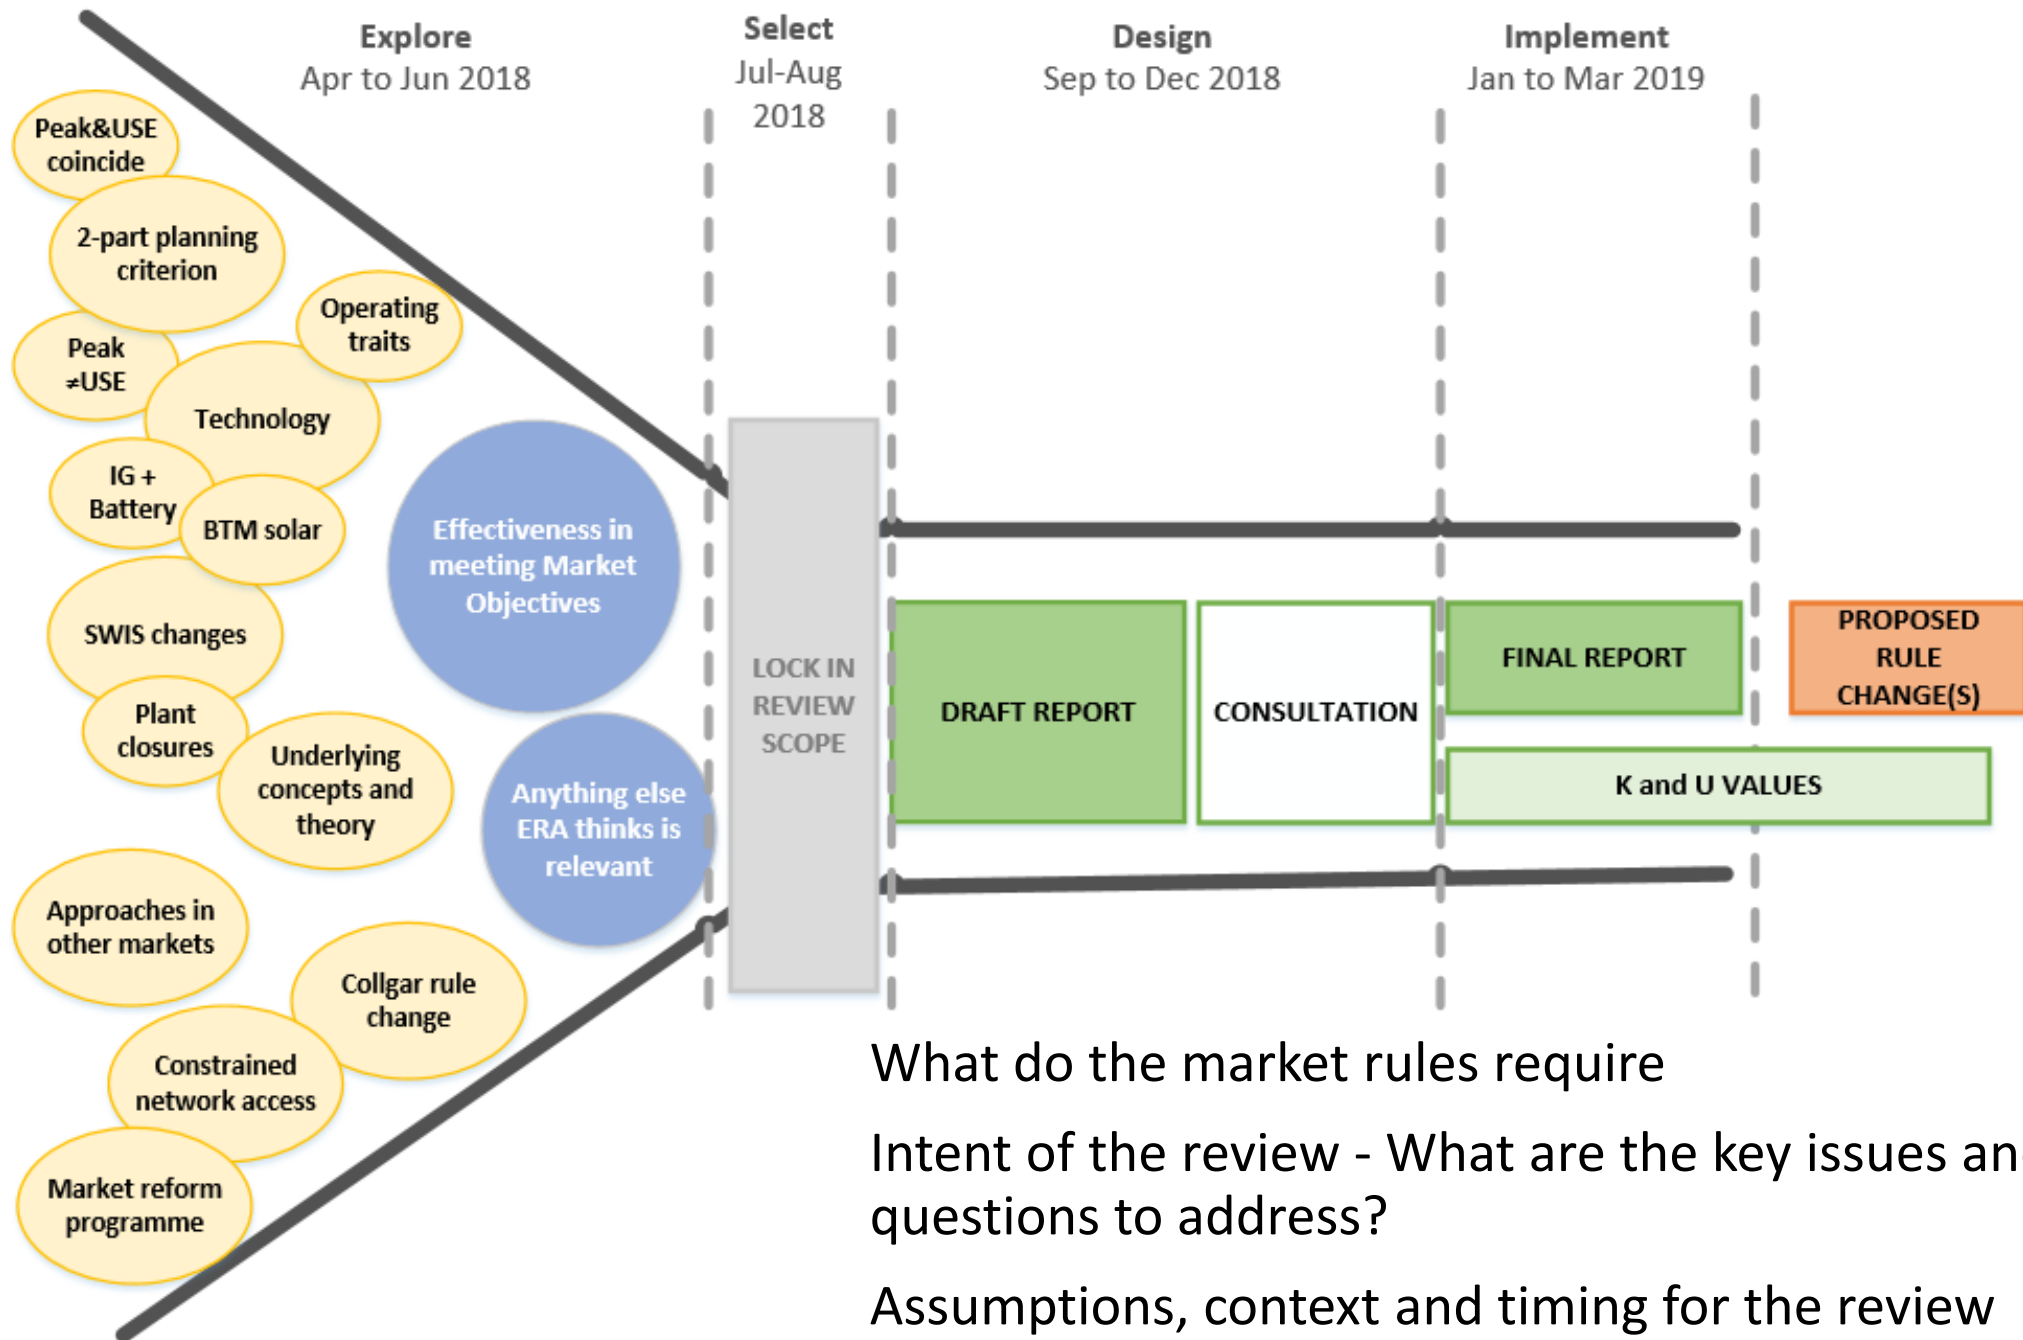 Explore
Apr to Jun 2018
Select
Jul-Aug
2018
Design
Sep to Dec 2018
Implement
Jan to Mar 2019
Peak&USE
coincide
2-part planning
criterion
Operating
traits
Peak
≠USE
Technology
IG +
Battery
BTM solar
SWIS changes
Plant
closures
Underlying
concepts and
theory
Approaches in
other markets
Collgar rule
change
Constrained
network access
Market reform
programme
Effectiveness in
meeting Market
Objectives
Anything else
ERA thinks is
relevant
LOCK IN
REVIEW
SCOPE
DRAFT REPORT
CONSULTATION
FINAL REPORT
K and U VALUES
PROPOSED
RULE
CHANGE(S)
What do the market rules require
Intent of the review - What are the key issues an
questions to address?
Assumptions, context and timing for the review